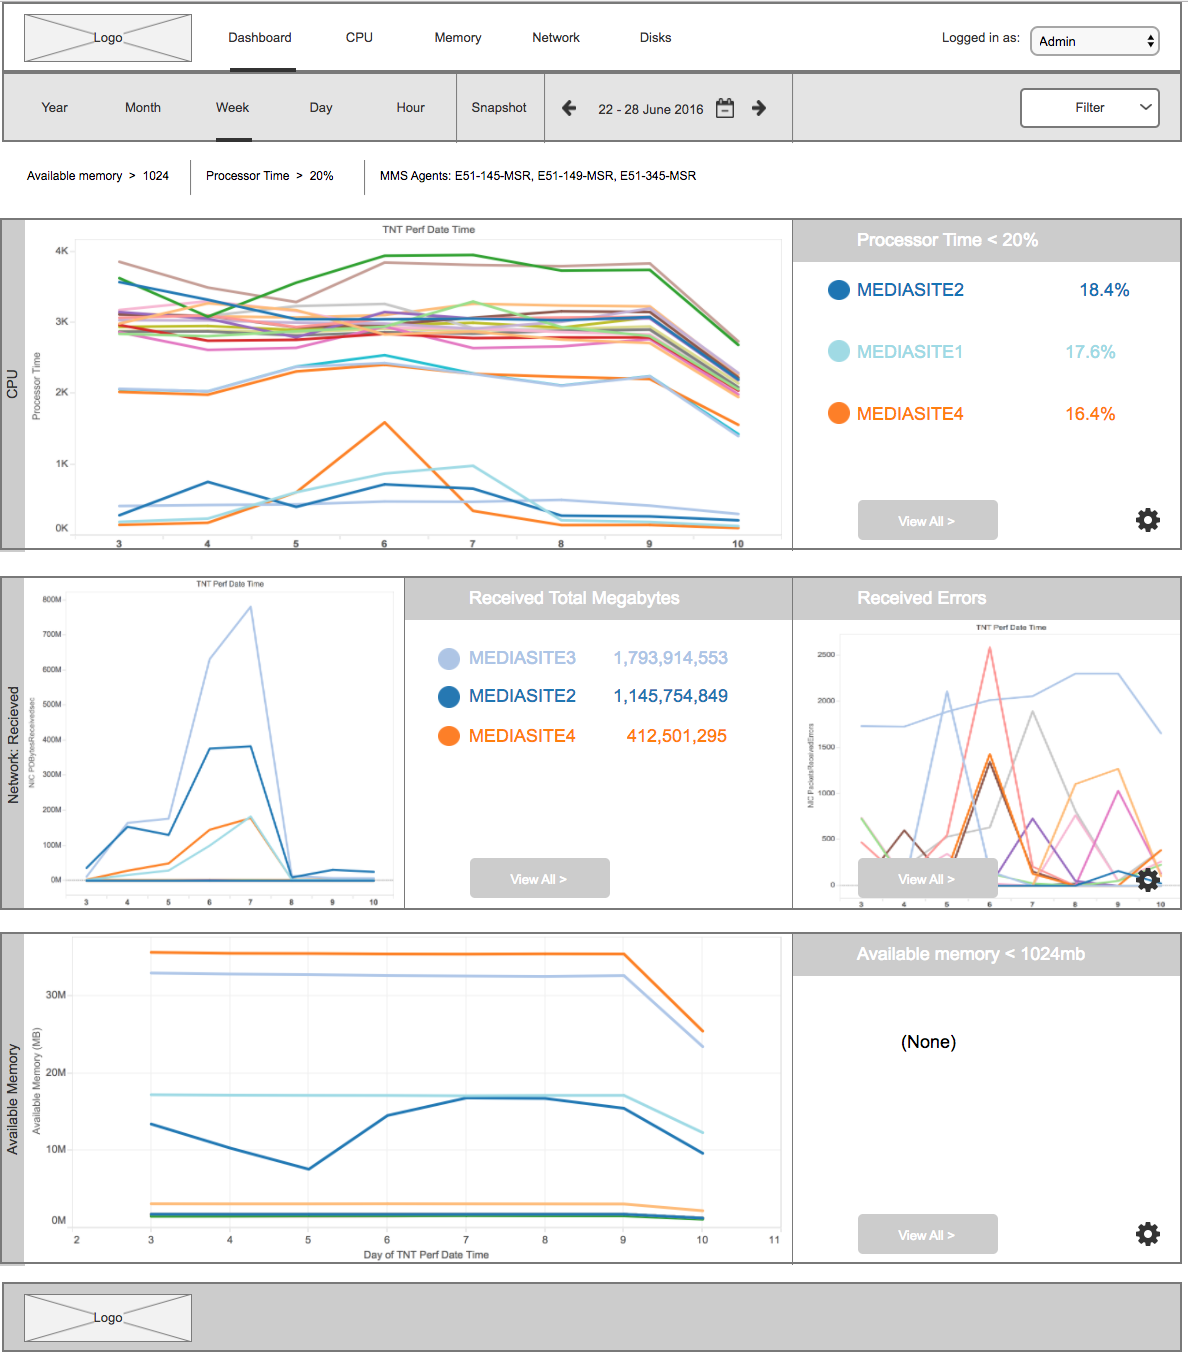 Logo Dashboard CPU Memory Network Disks Logged in as: Admin
Year Month Week Day Hour Snapshot 22 - 28 June 2016 Filter
Available memory > 1024 Processor Time > 20% MMS Agents: E51-145-MSR, E51-149-MSR, E51-345-MSR
CPU
TNT Perf Date Time
Processor Time
4K
3K
2K
1K
0K
3 4 5 6 7 8 9 10
Processor Time < 20%
MEDIASITE2 18.4%
MEDIASITE1 17.6%
MEDIASITE4 16.4%
View All >
Network: Recieved
TNT Perf Date Time
NIC PDBytesReceivedsec
800M
700M
600M
500M
400M
300M
200M
100M
0M
3 4 5 6 7 8 9 10
Received Total Megabytes
MEDIASITE3 1,793,914,553
MEDIASITE2 1,145,754,849
MEDIASITE4 412,501,295
View All >
Received Errors
TNT Perf Date Time
NIC PacketsReceivedErrors
2500
2000
1500
1000
500
0
3 4 5 6 7 8 9 10
View All >
Available Memory
Available Memory (MB)
30M
20M
10M
0M
2 3 4 5 6 7 8 9 10 11
Day of TNT Perf Date Time
Available memory < 1024mb
(None)
View All >
Logo